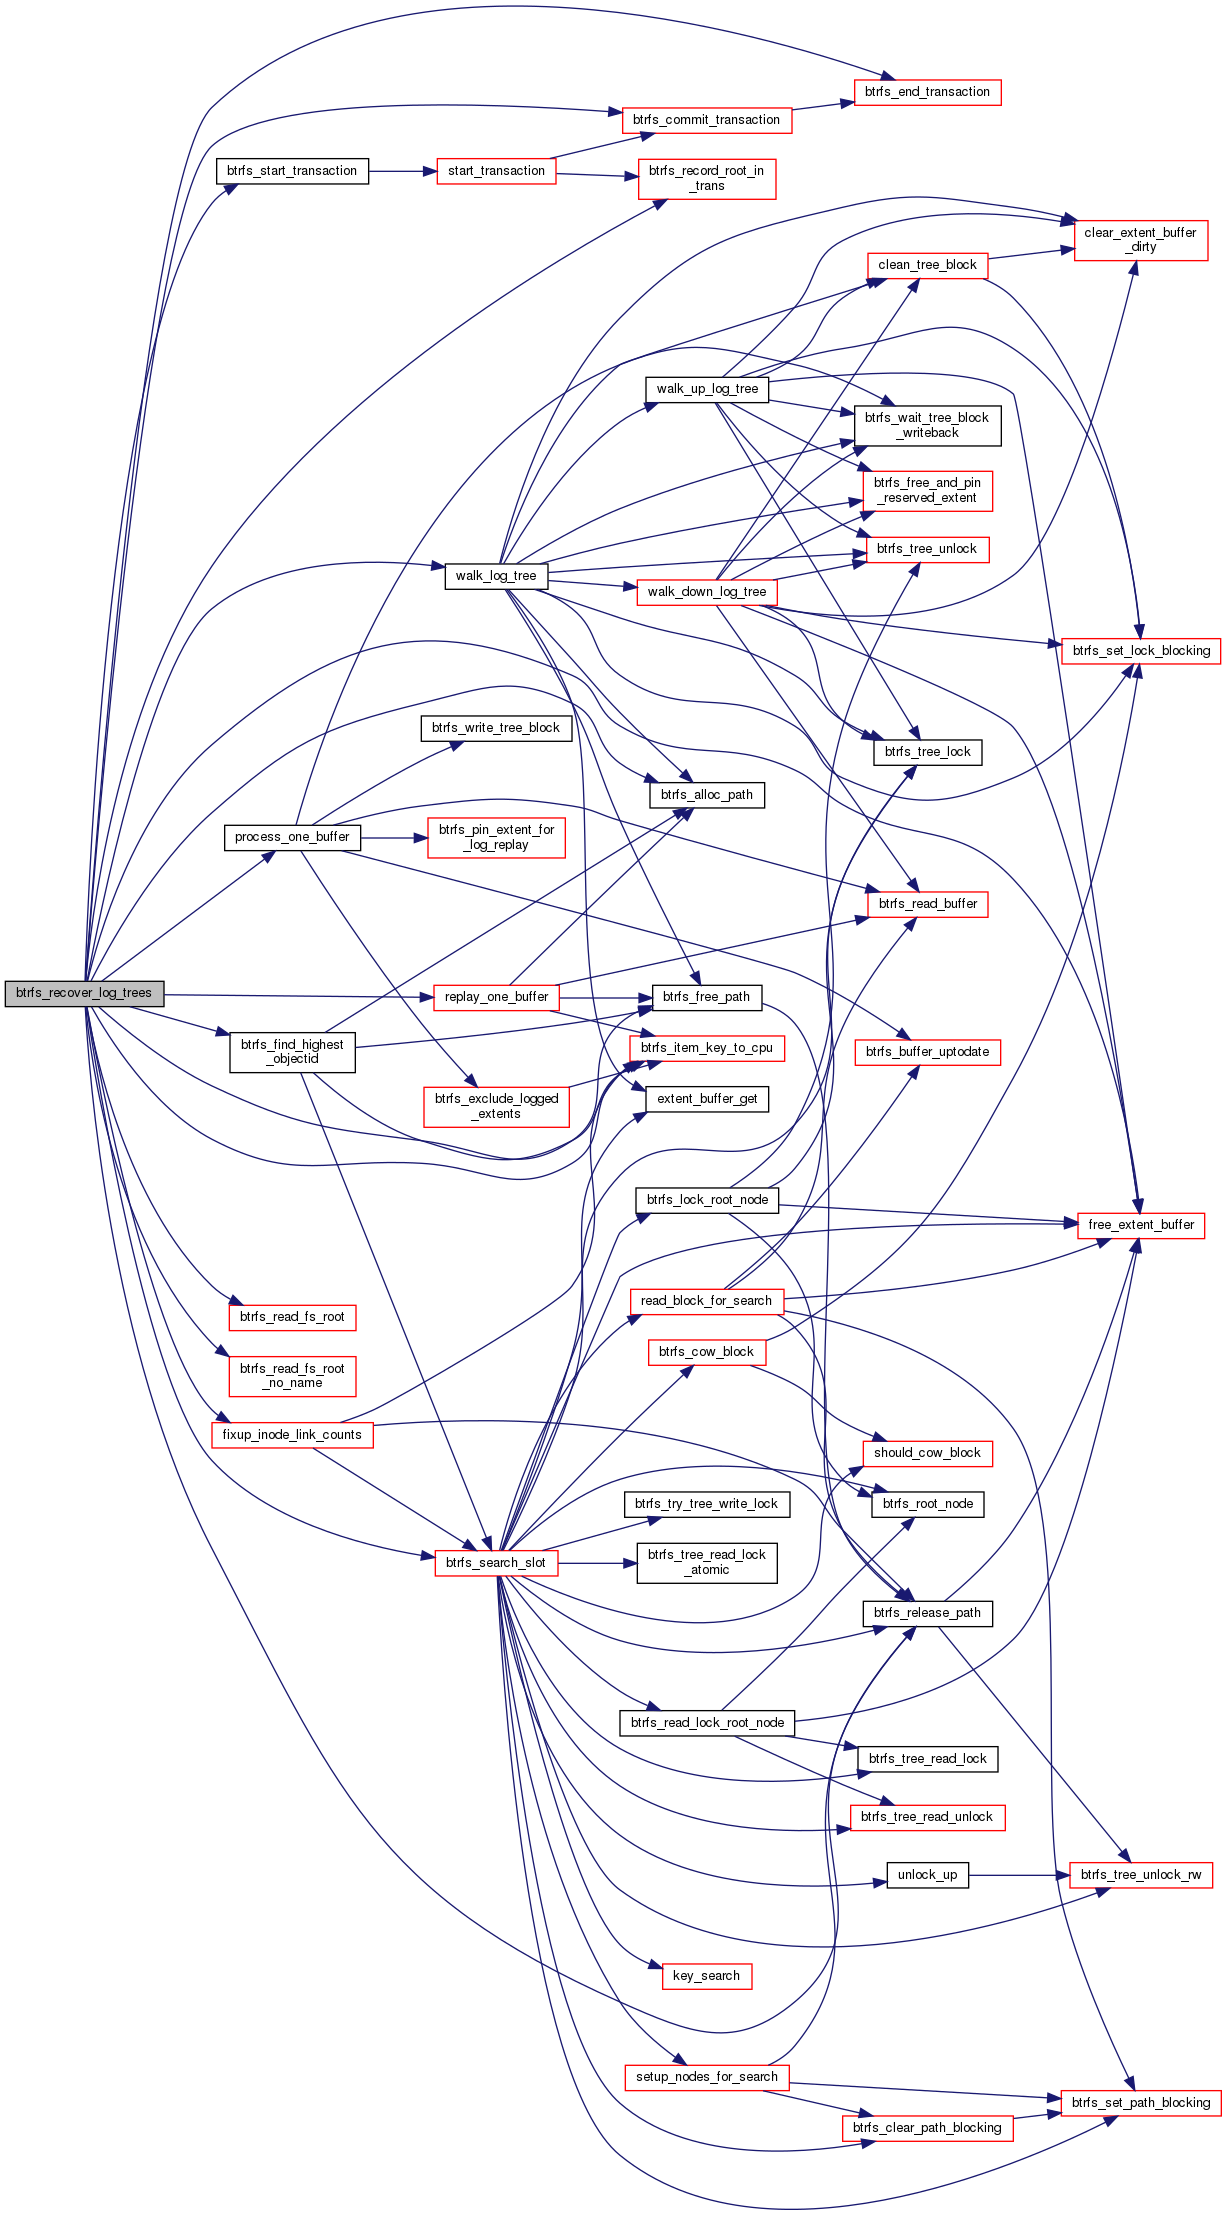 btrfs_end_transaction
btrfs_commit_transaction
btrfs_start_transaction
start_transaction
btrfs_record_root_in
_trans
clear_extent_buffer
_dirty
clean_tree_block
walk_up_log_tree
btrfs_wait_tree_block
_writeback
btrfs_free_and_pin
_reserved_extent
btrfs_tree_unlock
walk_log_tree
walk_down_log_tree
btrfs_set_lock_blocking
btrfs_write_tree_block
btrfs_tree_lock
btrfs_alloc_path
process_one_buffer
btrfs_pin_extent_for
_log_replay
btrfs_read_buffer
btrfs_recover_log_trees
replay_one_buffer
btrfs_free_path
btrfs_find_highest
_objectid
btrfs_item_key_to_cpu
btrfs_buffer_uptodate
btrfs_exclude_logged
_extents
extent_buffer_get
btrfs_lock_root_node
free_extent_buffer
read_block_for_search
btrfs_read_fs_root
btrfs_cow_block
btrfs_read_fs_root
_no_name
fixup_inode_link_counts
should_cow_block
btrfs_try_tree_write_lock
btrfs_root_node
btrfs_search_slot
btrfs_tree_read_lock
_atomic
btrfs_release_path
btrfs_read_lock_root_node
btrfs_tree_read_lock
btrfs_tree_read_unlock
unlock_up
btrfs_tree_unlock_rw
key_search
setup_nodes_for_search
btrfs_set_path_blocking
btrfs_clear_path_blocking